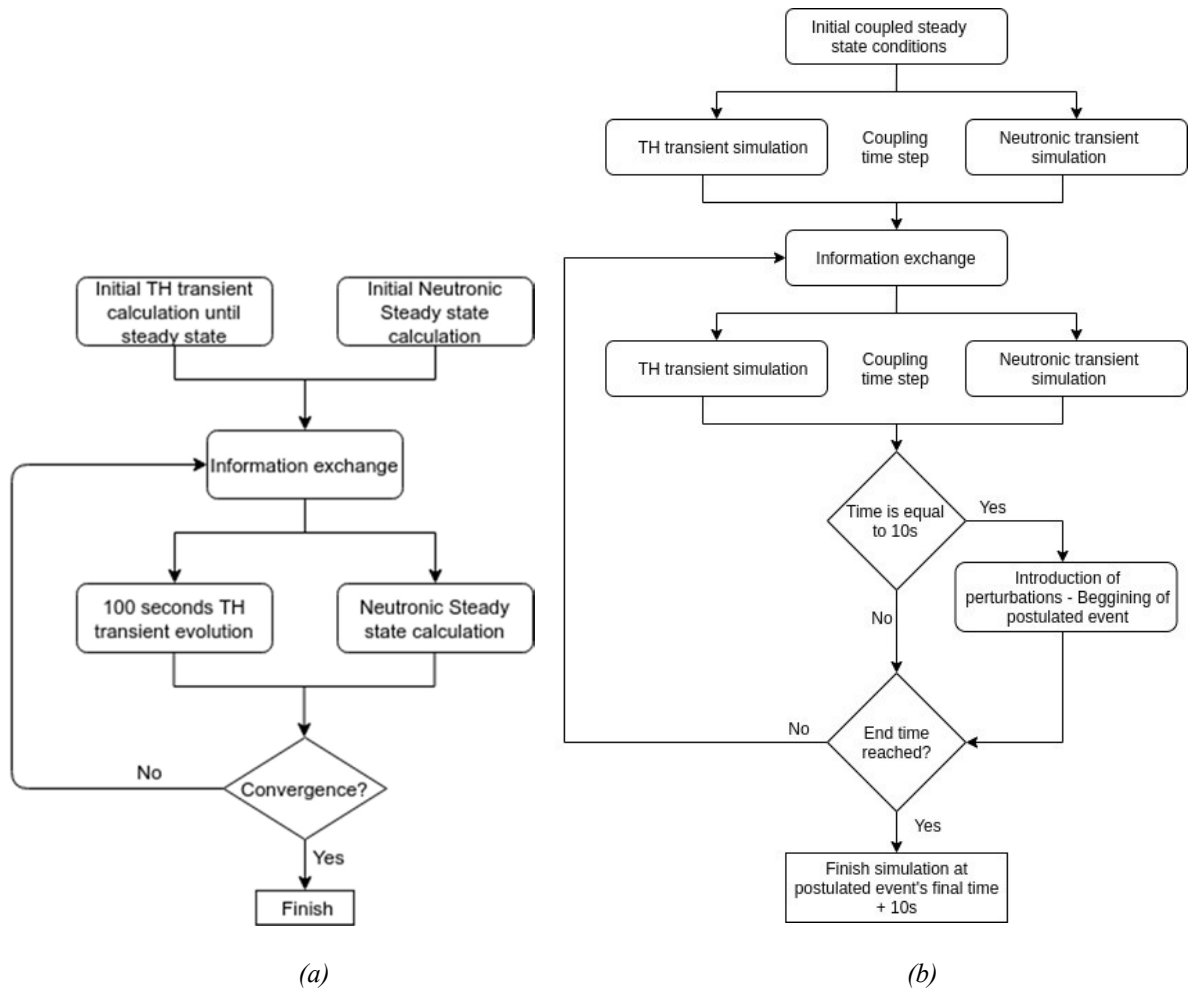 Initial TH transient
calculation until
steady state
Initial Neutronic
Steady state
calculation
Information exchange
100 seconds TH
transient evolution
Neutronic Steady
state calculation
Convergence?
No
Yes
Finish
(a)
Initial coupled steady
state conditions
TH transient simulation
Coupling
time step
Neutronic transient
simulation
Information exchange
TH transient simulation
Coupling
time step
Neutronic transient
simulation
Time is equal
to 10s
Yes
Introduction of
perturbations - Beggining of
postulated event
No
End time
reached?
No
Yes
Finish simulation at
postulated event's final time
+ 10s
(b)